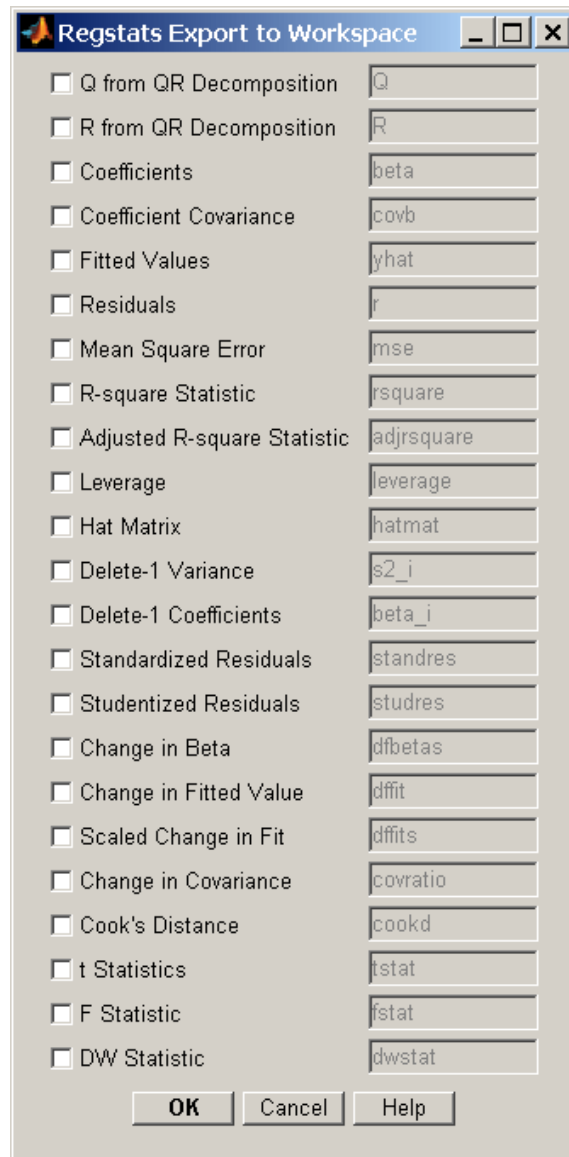 Regstats Export to Workspace
Q from QR Decomposition Q
R from QR Decomposition R
Coefficients beta
Coefficient Covariance covb
Fitted Values yhat
Residuals r
Mean Square Error mse
R-square Statistic rsquare
Adjusted R-square Statistic adjrsquare
Leverage leverage
Hat Matrix hatmat
Delete-1 Variance s2_i
Delete-1 Coefficients beta_i
Standardized Residuals standres
Studentized Residuals studres
Change in Beta dfbetas
Change in Fitted Value dffit
Scaled Change in Fit dffits
Change in Covariance covratio
Cook's Distance cookd
t Statistics tstat
F Statistic fstat
DW Statistic dwstat
OK Cancel Help